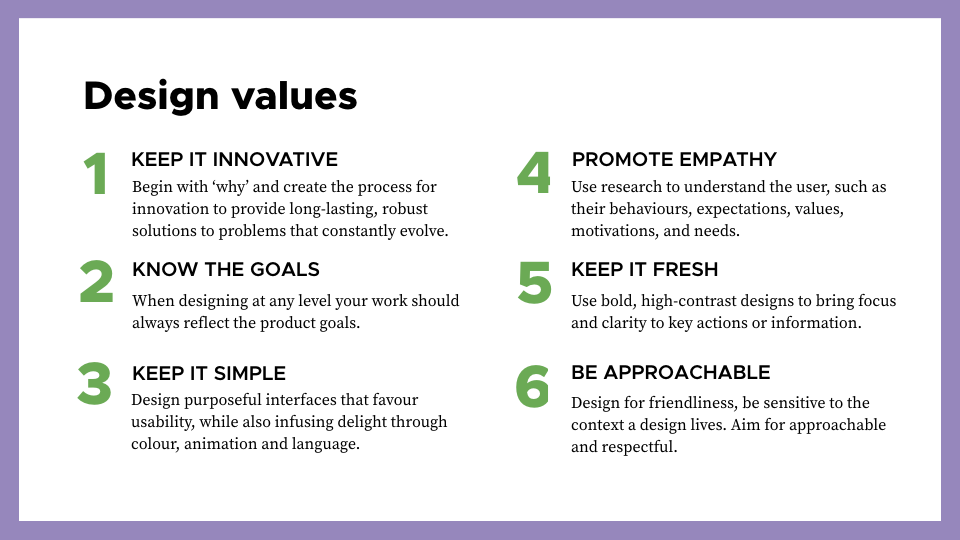 Design values
1
KEEP IT INNOVATIVE
Begin with ‘why’ and create the process for
innovation to provide long-lasting, robust
solutions to problems that constantly evolve.
2
KNOW THE GOALS
When designing at any level your work should
always reflect the product goals.
3
KEEP IT SIMPLE
Design purposeful interfaces that favour
usability, while also infusing delight through
colour, animation and language.
4
PROMOTE EMPATHY
Use research to understand the user, such as
their behaviours, expectations, values,
motivations, and needs.
5
KEEP IT FRESH
Use bold, high-contrast designs to bring focus
and clarity to key actions or information.
6
BE APPROACHABLE
Design for friendliness, be sensitive to the
context a design lives. Aim for approachable
and respectful.